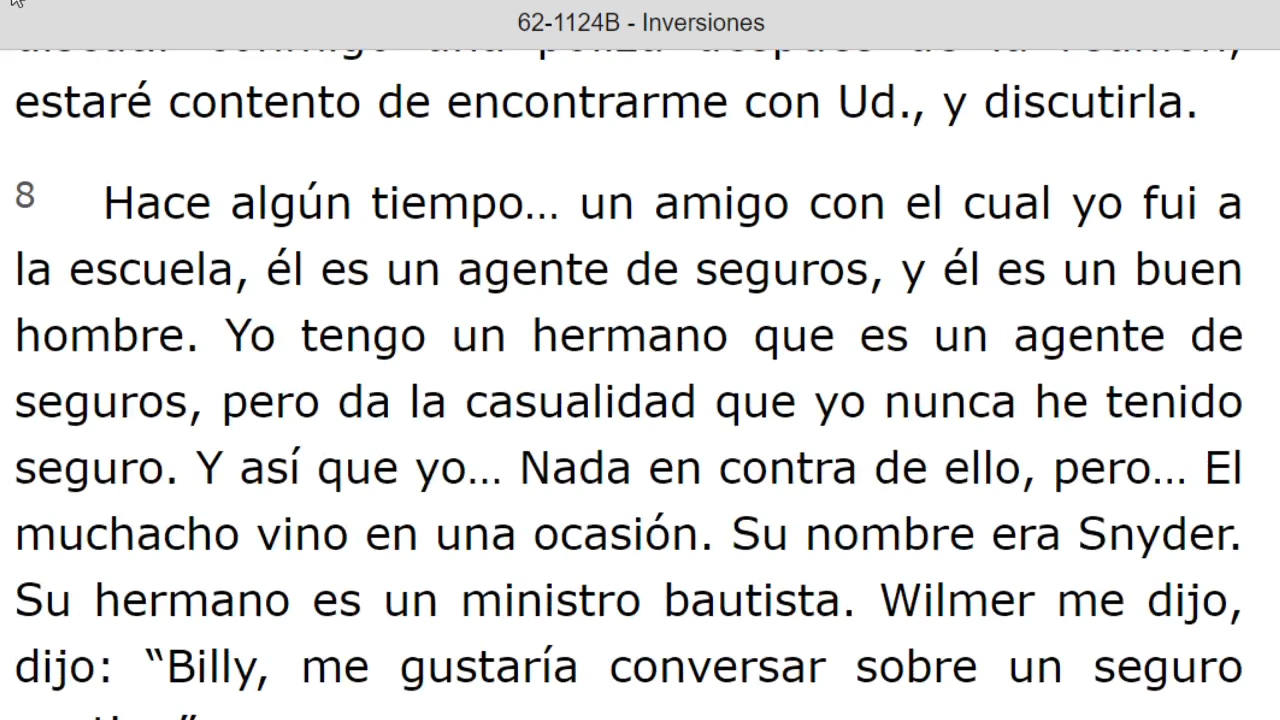 62-1124B - Inversiones
estaré contento de encontrarme con Ud., y discutirla.
8 Hace algún tiempo… un amigo con el cual yo fui a
la escuela, él es un agente de seguros, y él es un buen
hombre. Yo tengo un hermano que es un agente de
seguros, pero da la casualidad que yo nunca he tenido
seguro. Y así que yo… Nada en contra de ello, pero… El
muchacho vino en una ocasión. Su nombre era Snyder.
Su hermano es un ministro bautista. Wilmer me dijo,
dijo: “Billy, me gustaría conversar sobre un seguro